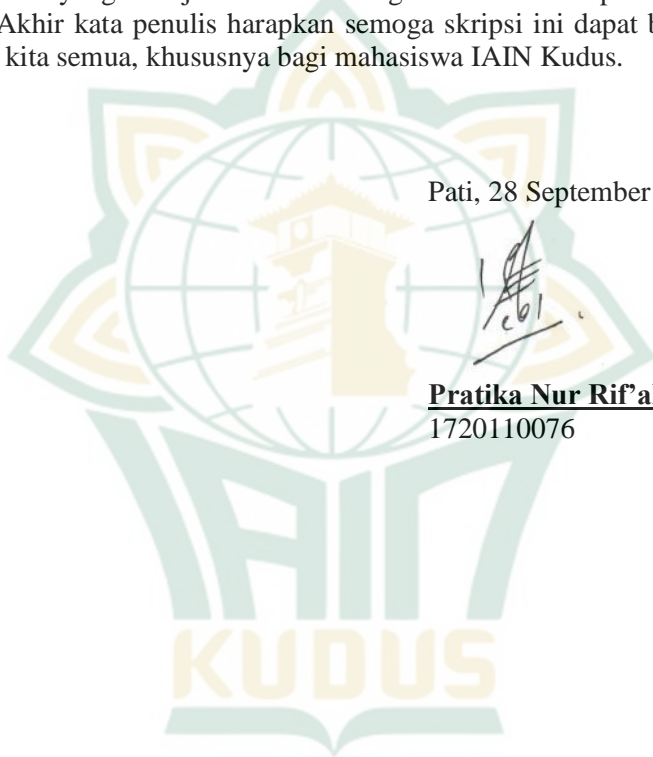 Akhir kata penulis harapkan semoga skripsi ini dapat b
kita semua, khususnya bagi mahasiswa IAIN Kudus.
Pati, 28 September
Pratika Nur Rif'a
1720110076
IAIN
KUDUS